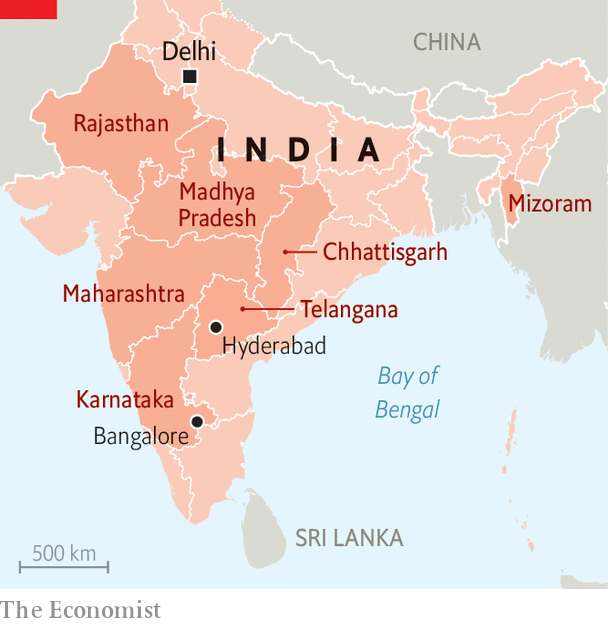 CHINA
Delhi
Rajasthan
INDIA
Madhya
Pradesh
Mizoram
Chhattisgarh
Maharashtra
Telangana
Hyderabad
Bay of
Bengal
Karnataka
Bangalore
SRI LANKA
500 km
The Economist